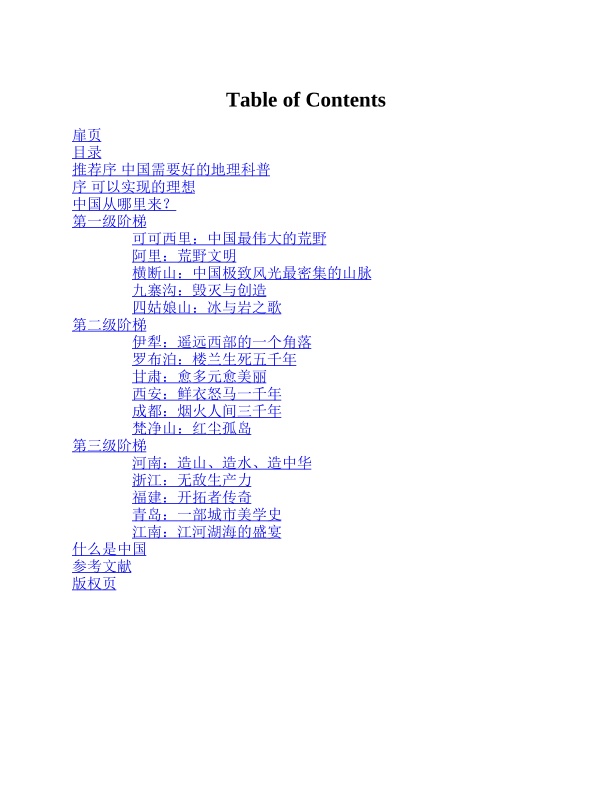 Table of Contents
扉页
目录
推荐序 中国需要好的地理科普
序 可以实现的理想
中国从哪里来？
第一级阶梯
可可西里：中国最伟大的荒野
阿里：荒野文明
横断山：中国极致风光最密集的山脉
九寨沟：毁灭与创造
四姑娘山：冰与岩之歌
第二级阶梯
伊犁：遥远西部的一个角落
罗布泊：楼兰生死五千年
甘肃：愈多元愈美丽
西安：鲜衣怒马一千年
成都：烟火人间三千年
梵净山：红尘孤岛
第三级阶梯
河南：造山、造水、造中华
浙江：无敌生产力
福建：开拓者传奇
青岛：一部城市美学史
江南：江河湖海的盛宴
什么是中国
参考文献
版权页